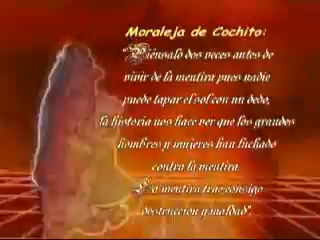 Moraleja de Cochito:
"Piénsalo dos veces antes de
vivir de la mentira pues nadie
puede tapar el sol con un dedo,
la historia nos hace ver que los grandes
hombres y mujeres han luchado
contra la mentira.
La mentira trae consigo
destrucción y maldad".